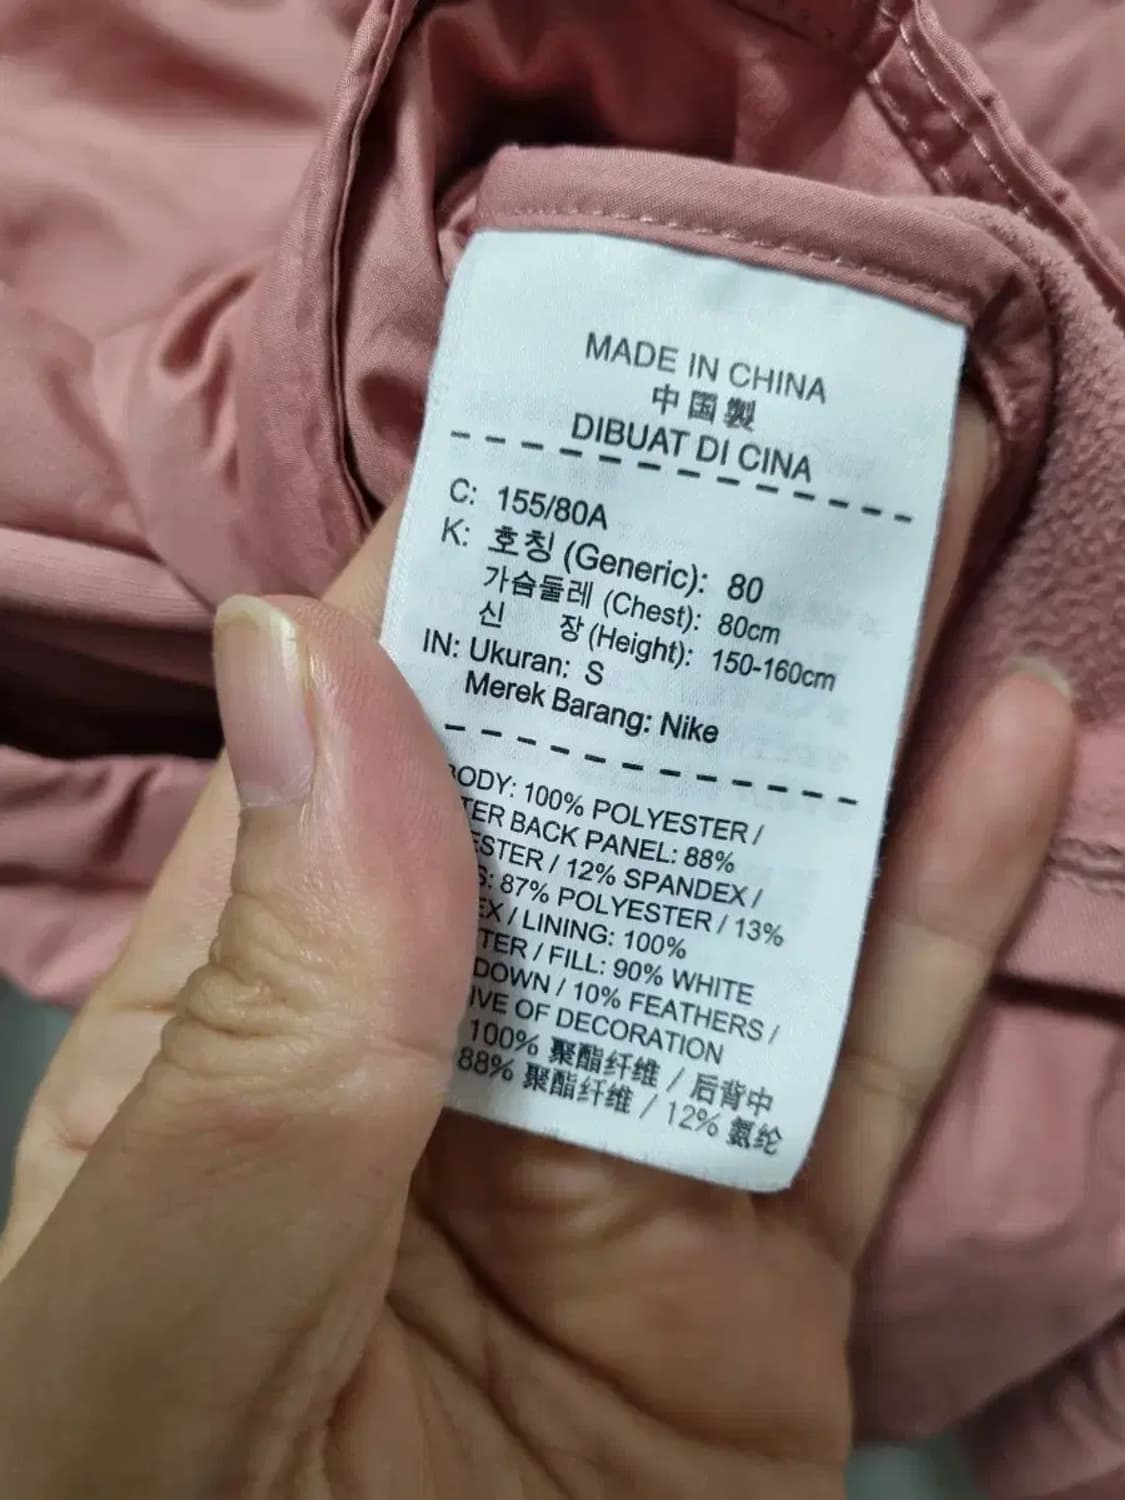 MADE IN CHINA
中国製
DIBUAT DI CINA
C: 155/80A
K: 호칭 (Generic): 80
가슴둘레 (Chest): 80cm
신 장 (Height): 150-160cm
IN: Ukuran: S
Merek Barang: Nike
BODY: 100% POLYESTER /
TER BACK PANEL: 88%
ESTER / 12% SPANDEX /
S: 87% POLYESTER / 13%
EX / LINING: 100%
TER / FILL: 90% WHITE
DOWN / 10% FEATHERS /
IVE OF DECORATION
100% 聚酯纤维 / 后背中
88% 聚酯纤维 / 12% 氨纶